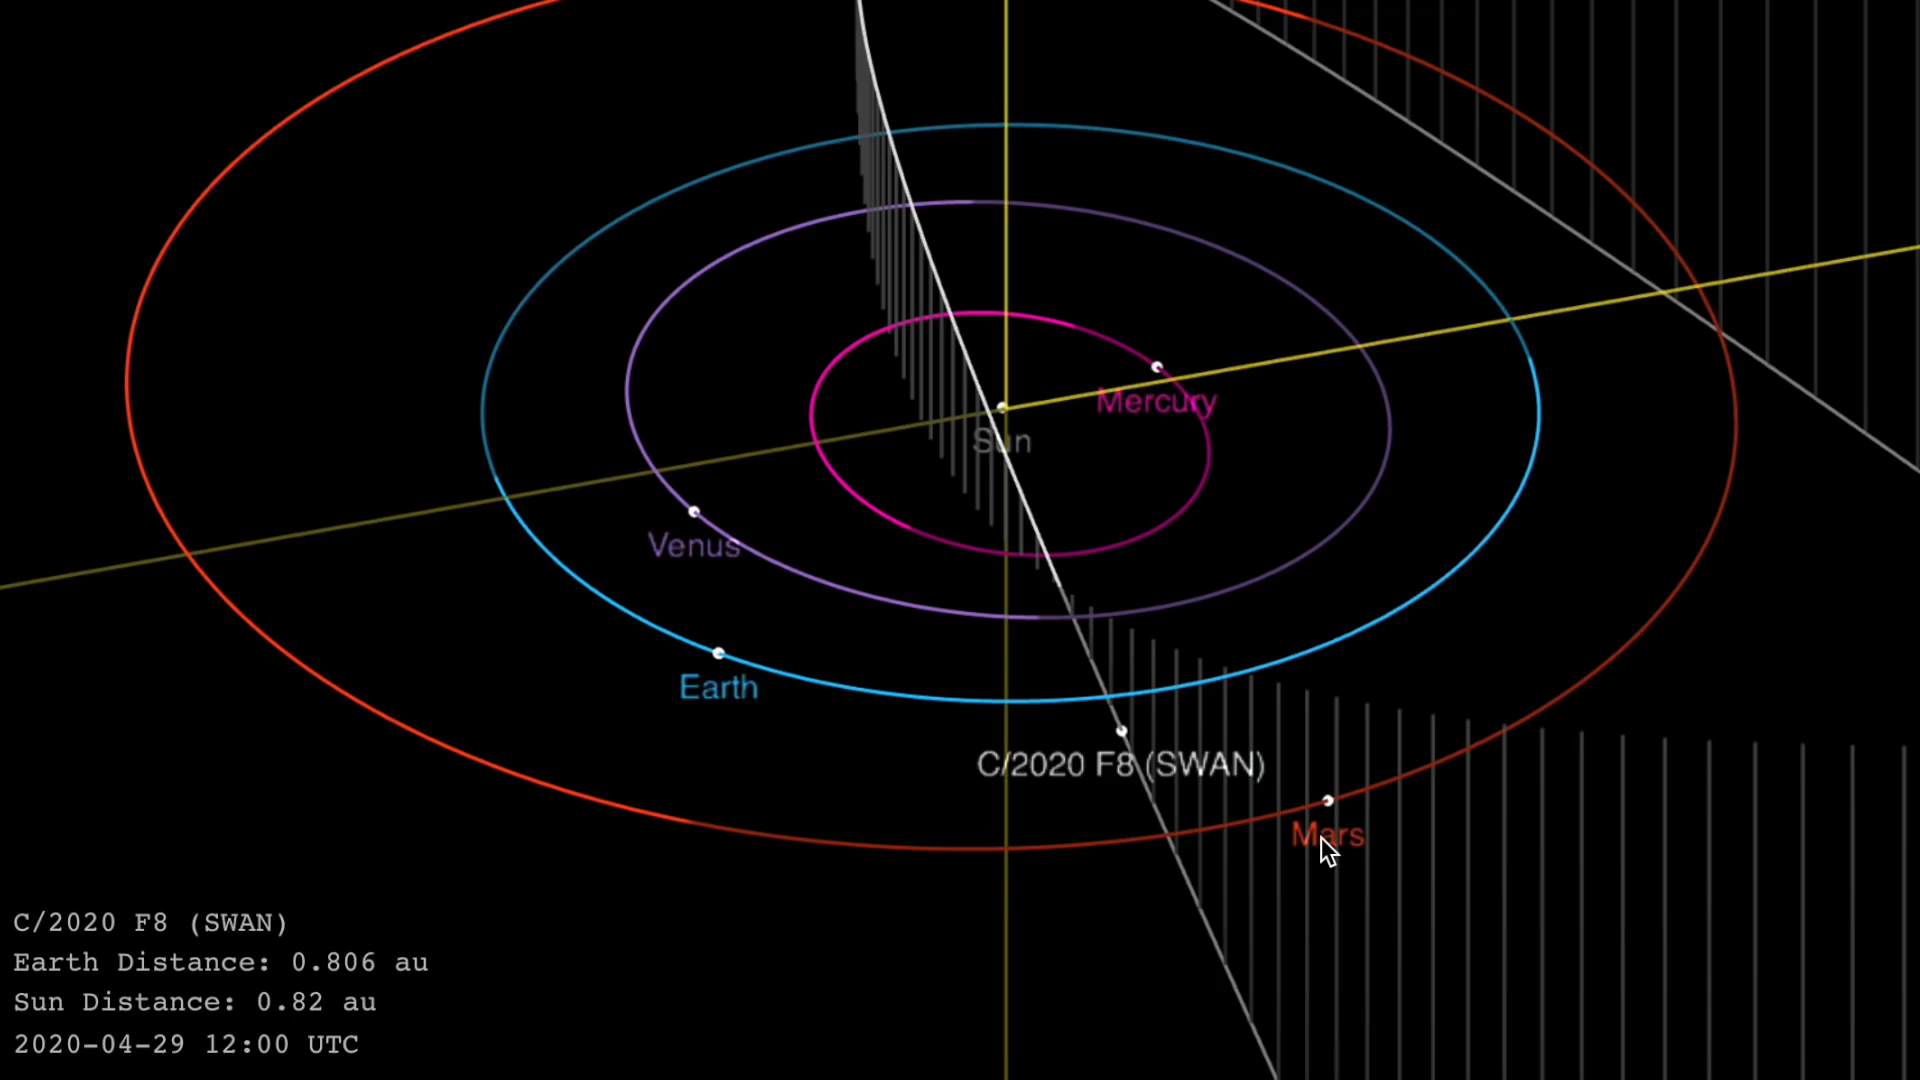 Mercury
Sun
Venus
Earth
C/2020 F8 (SWAN)
Mars
C/2020 F8 (SWAN)
Earth Distance: 0.806 au
Sun Distance: 0.82 au
2020-04-29 12:00 UTC